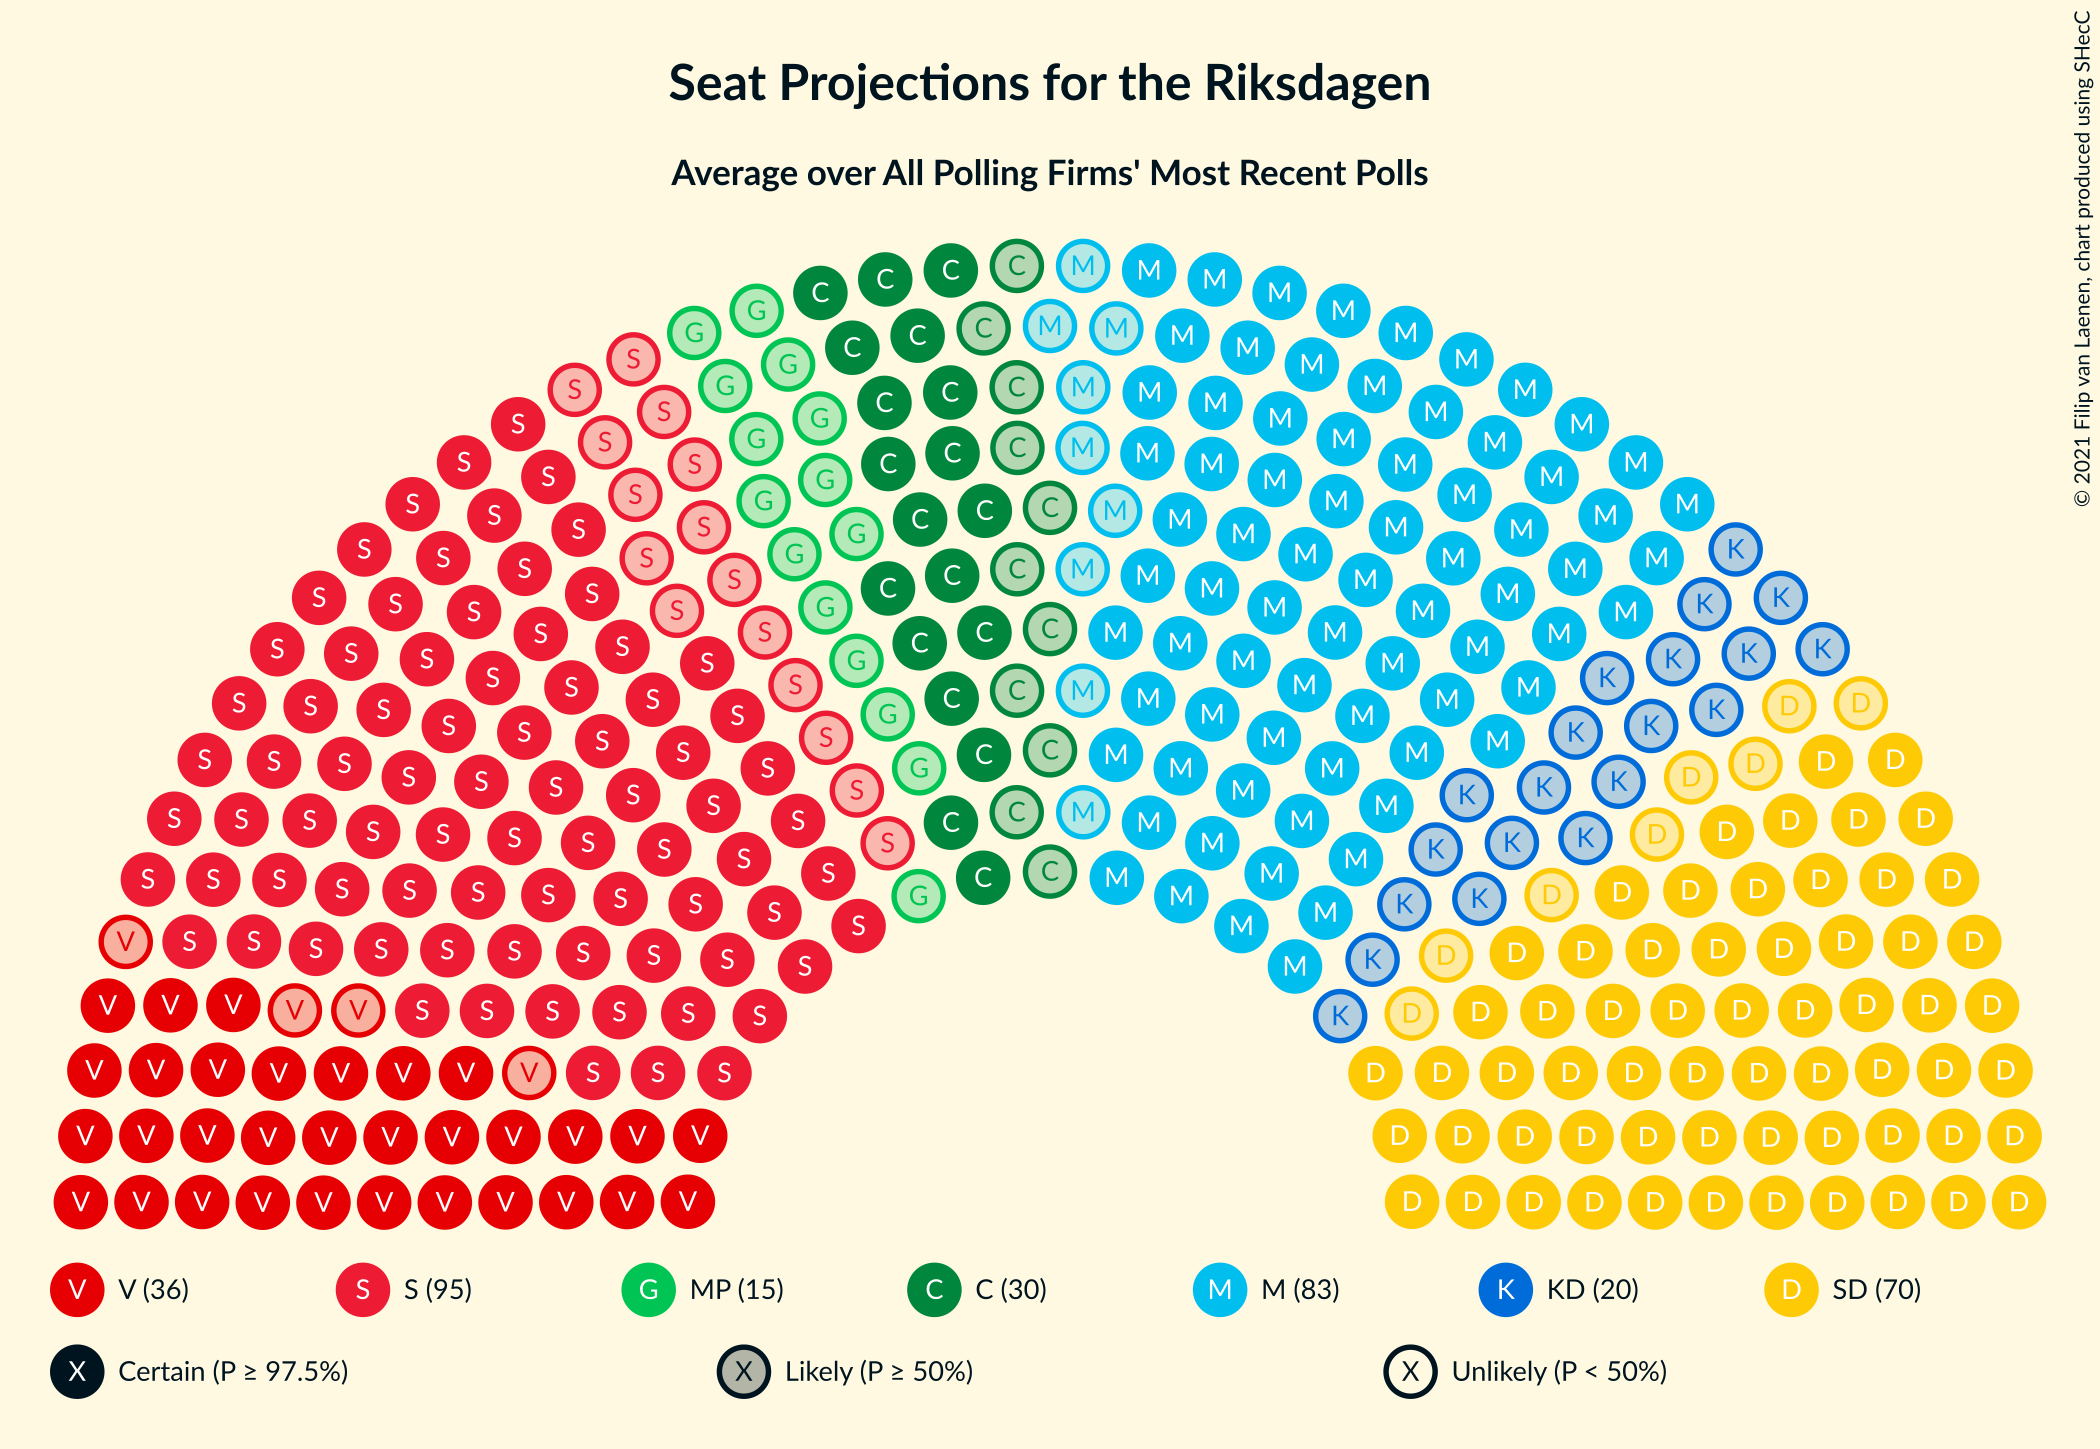 Seat Projections for the Riksdagen
Average over All Polling Firms' Most Recent Polls
© 2021 Filip van Laenen, chart produced using SHecC
V V (36) S S (95) G MP (15) C C (30) M M (83) K KD (20) D SD (70)
X Certain (P ≥ 97.5%) X Likely (P ≥ 50%) X Unlikely (P < 50%)